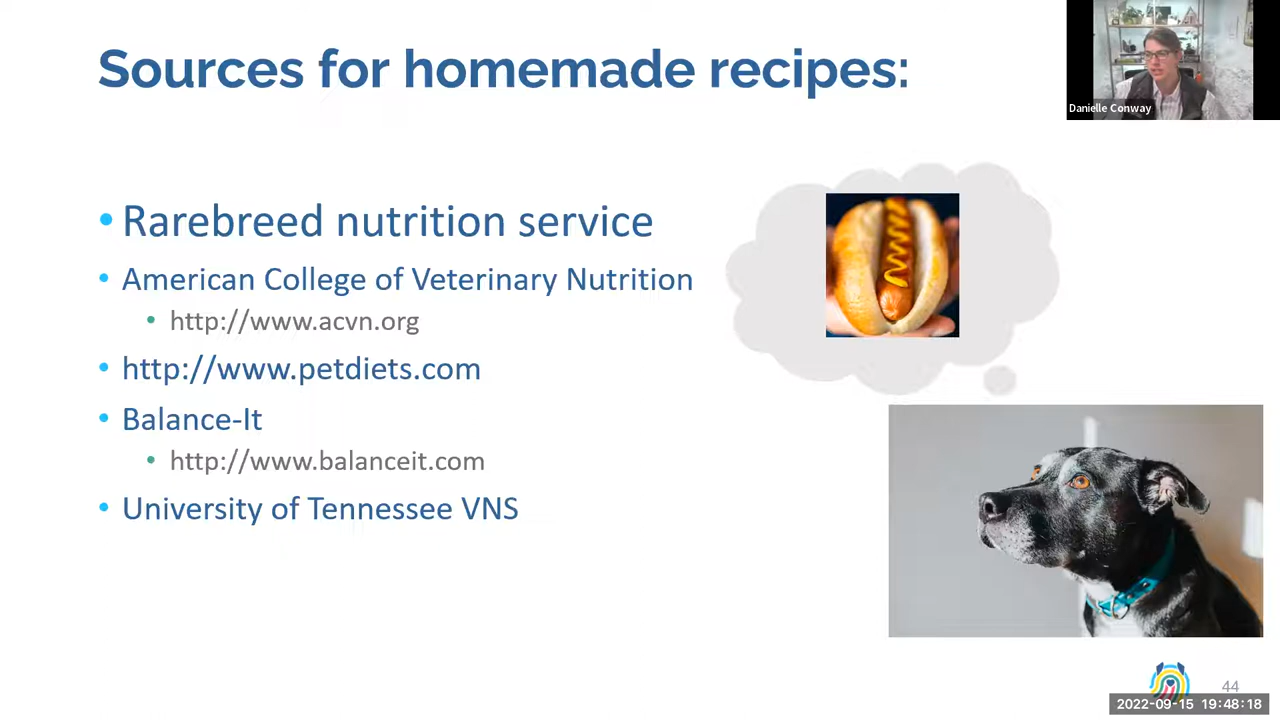 Sources for homemade recipes:
Danielle Conway
Rarebreed nutrition service
American College of Veterinary Nutrition
http://www.acvn.org
http://www.petdiets.com
Balance-It
http://www.balanceit.com
University of Tennessee VNS
44
2022-09-15 19:48:18